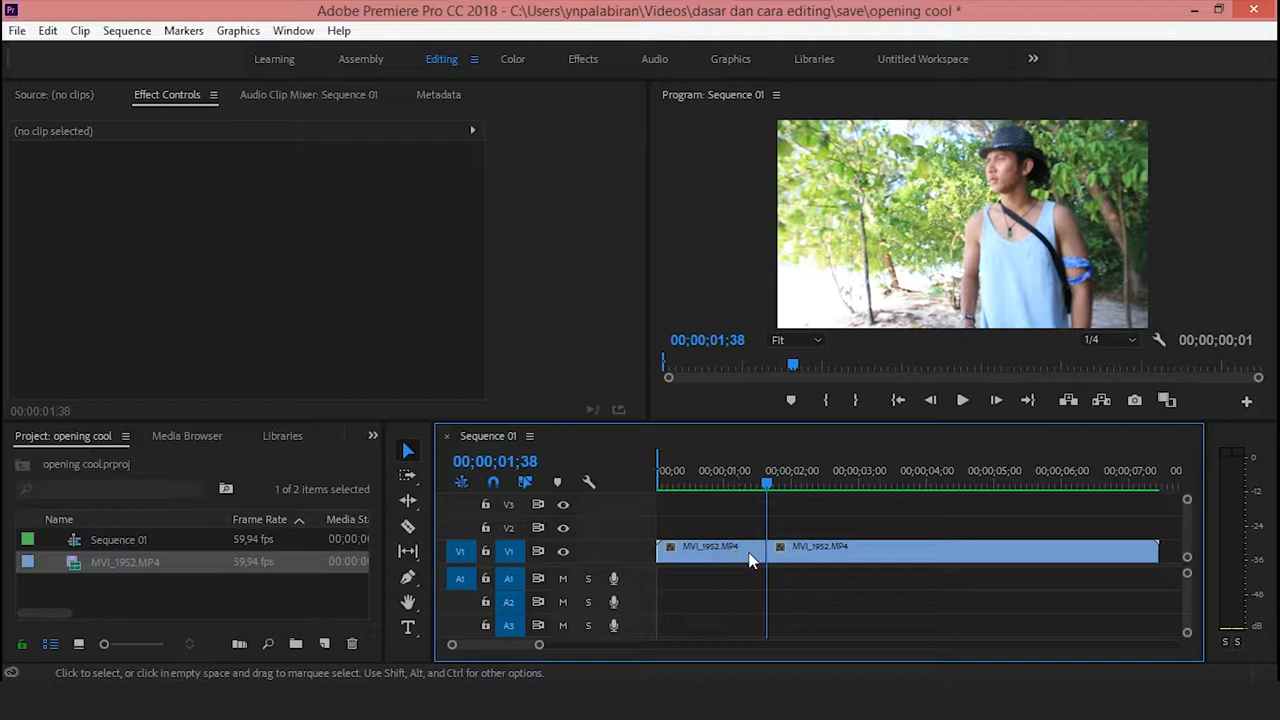 Pr Adobe Premiere Pro CC 2018 - C:\Users\ynpalabiran\Videos\dasar dan cara editing\save\opening cool *
File Edit Clip Sequence Markers Graphics Window Help
Learning Assembly Editing Color Effects Audio Graphics Libraries Untitled Workspace
Source: (no clips) Effect Controls Audio Clip Mixer: Sequence 01 Metadata
Program: Sequence 01
(no clip selected)
00;00;01;38 Fit 1/4 00;00;00;01
00:00:01:38
Project: opening cool Media Browser Libraries
opening cool.prproj
1 of 2 items selected
Name Frame Rate Media St
Sequence 01 59,94 fps
MVI_1952.MP4 59,94 fps 00:00:0
Sequence 01
00;00;01;38
;00;00 00;00;01;00 00;00;02;00 00;00;03;00 00;00;04;00 00;00;05;00 00;00;06;00 00;00;07;00 00
V3
V2
V1 V1 MVI_1952.MP4 MVI_1952.MP4
A1 A1 M S
A2 M S
A3 M S
0
-12
-24
-36
-48
dB
S S
Click to select, or click in empty space and drag to marquee select. Use Shift, Alt, and Ctrl for other options.